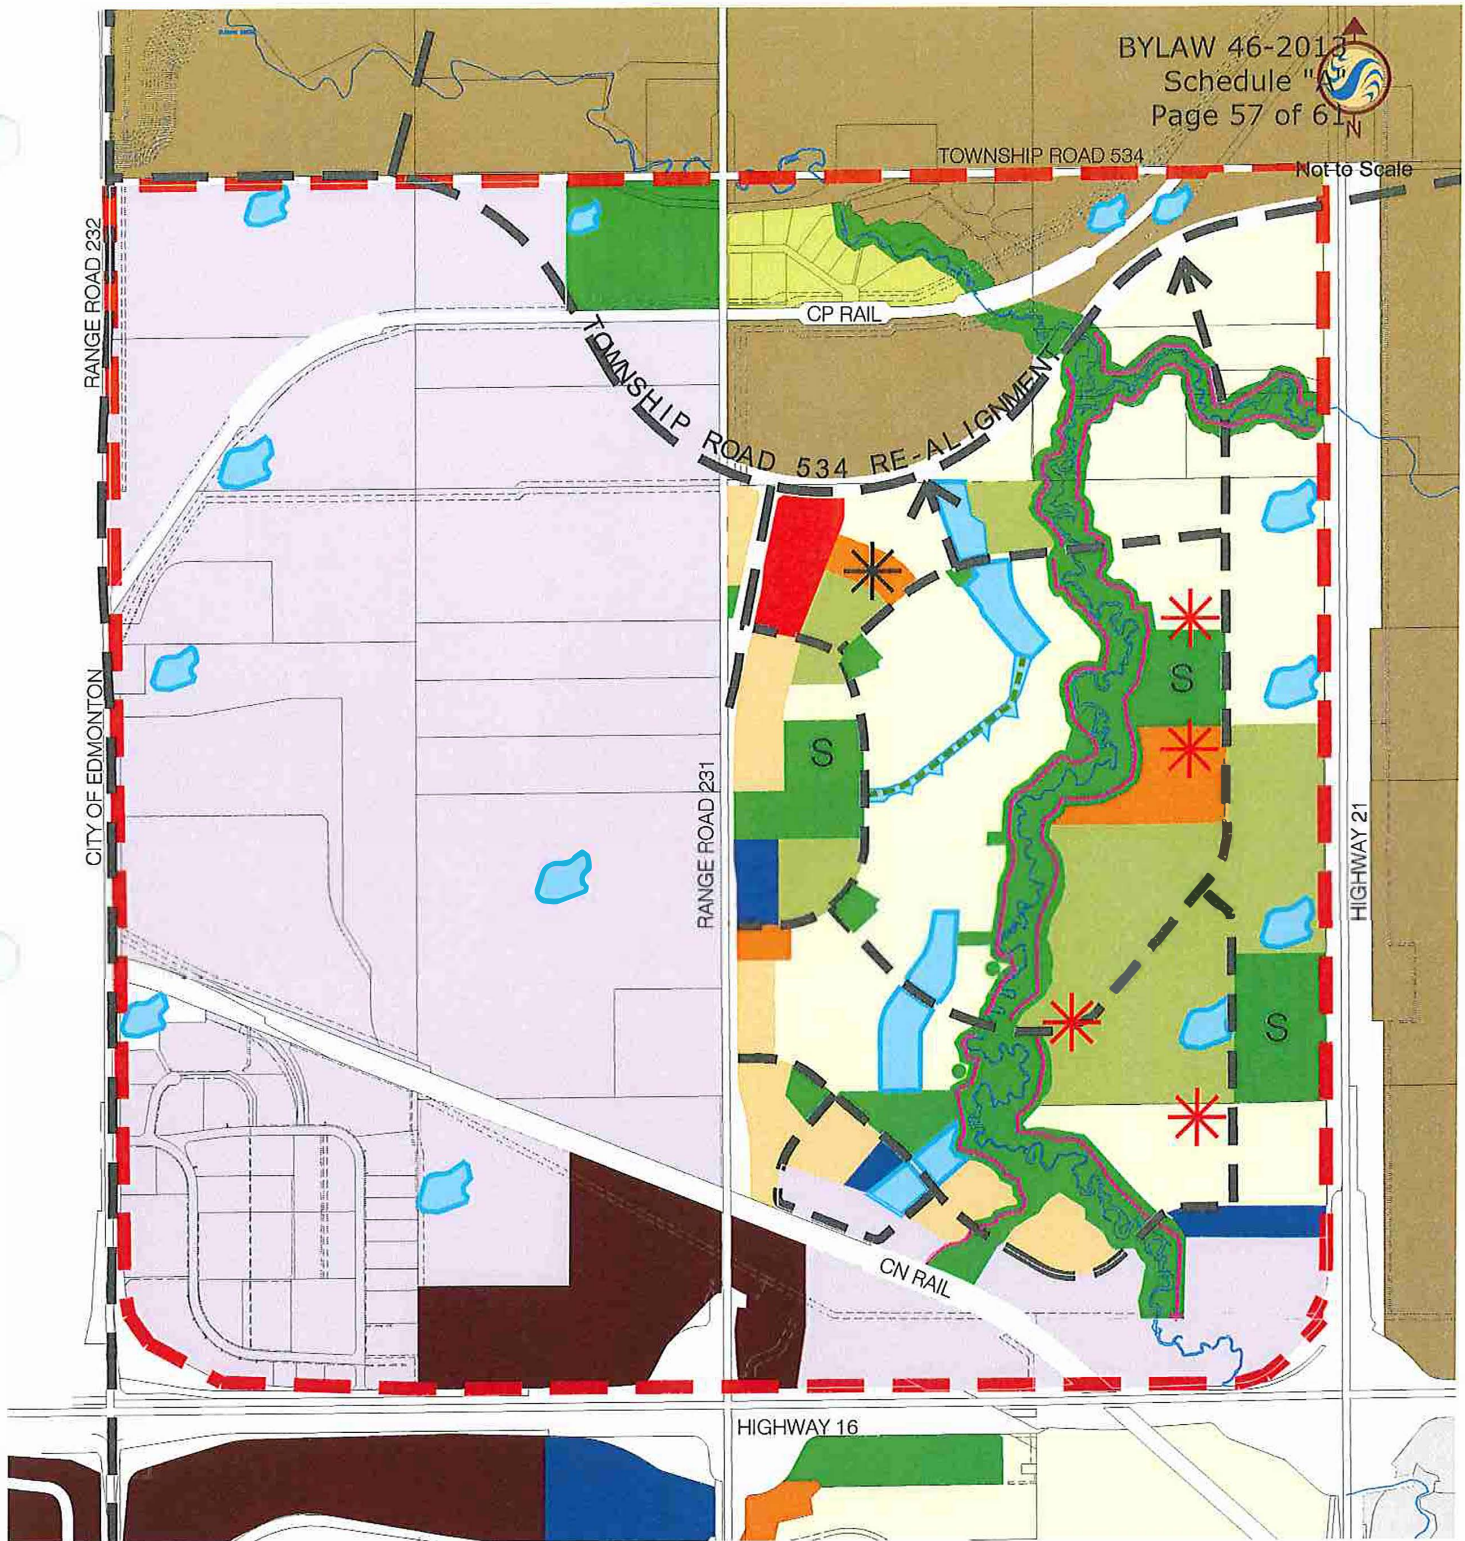 BYLAW 46-2013
Schedule "A"
Page 57 of 61
N
Not to Scale
TOWNSHIP ROAD 534
RANGE ROAD 232
CP RAIL
TOWNSHIP ROAD 534 RE-ALIGNMENT
CITY OF EDMONTON
RANGE ROAD 231
HIGHWAY 21
S
S
S
CN RAIL
HIGHWAY 16